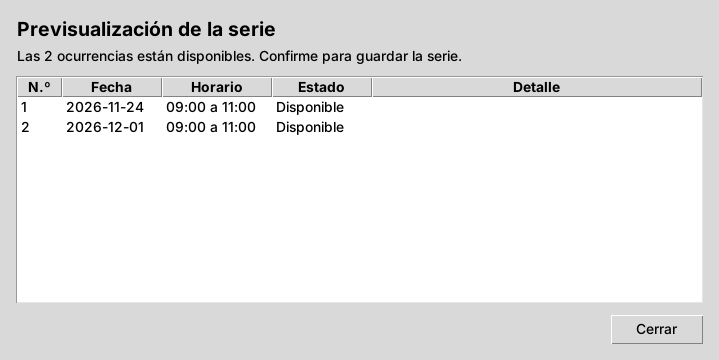 Previsualización de la serie
Las 2 ocurrencias están disponibles. Confirme para guardar la serie.
N.º Fecha Horario Estado Detalle
1 2026-11-24 09:00 a 11:00 Disponible
2 2026-12-01 09:00 a 11:00 Disponible
Cerrar